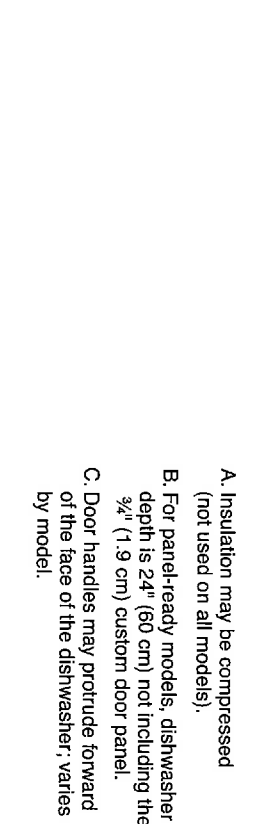 A. Insulation may be compressed
(not used on all models).
B. For panel-ready models, dishwasher
depth is 24" (60 cm) not including the
¾" (1.9 cm) custom door panel.
C. Door handles may protrude forward
of the face of the dishwasher; varies
by model.